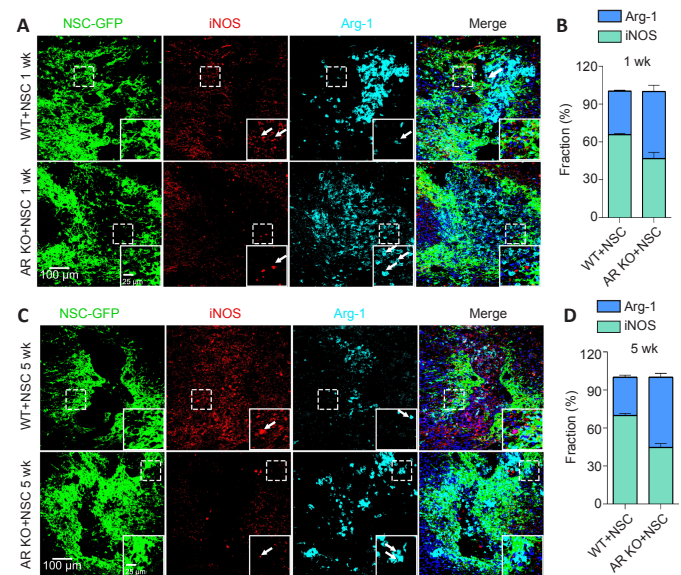 A
NSC-GFP iNOS Arg-1 Merge
WT+NSC 1 wk
AR KO+NSC 1 wk
100 μm
25 μm
B
Arg-1
iNOS
1 wk
Fraction (%)
120
90
60
30
0
WT+NSC
AR KO+NSC
C
NSC-GFP iNOS Arg-1 Merge
WT+NSC 5 wk
AR KO+NSC 5 wk
100 μm
25 μm
D
Arg-1
iNOS
5 wk
Fraction (%)
120
90
60
30
0
WT+NSC
AR KO+NSC